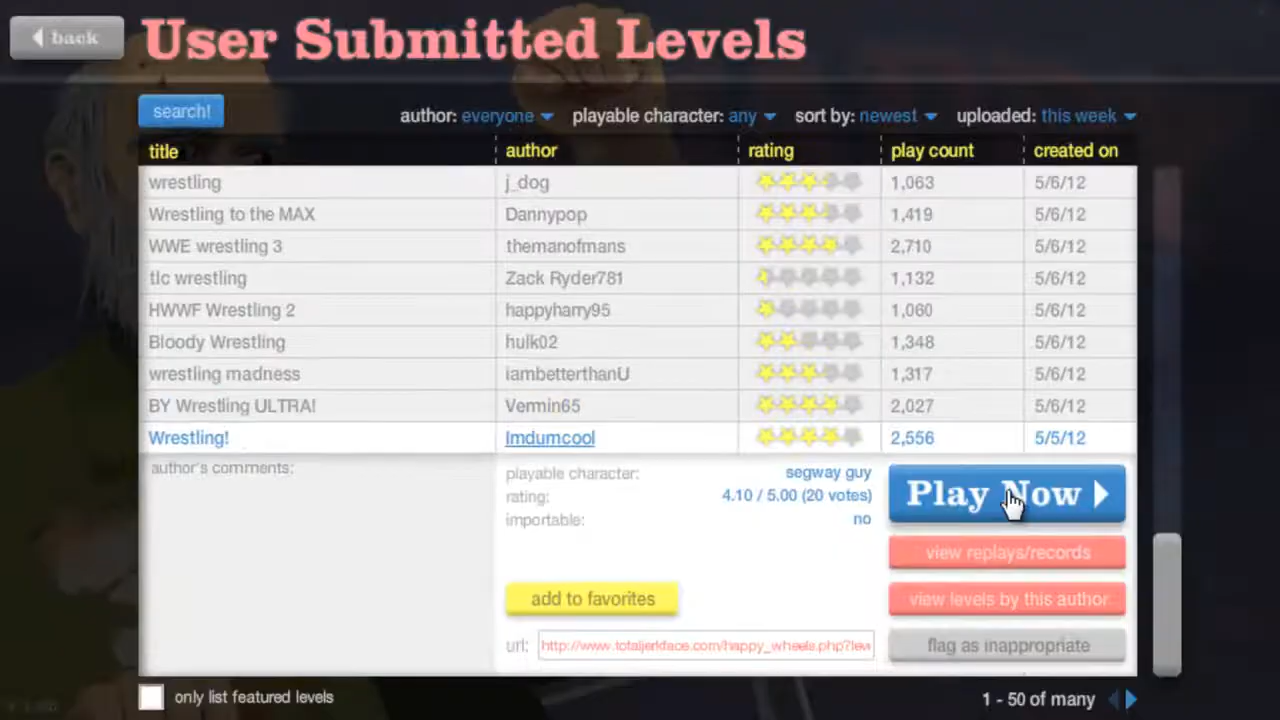 back
User Submitted Levels
search!
author: everyone playable character: any sort by: newest uploaded: this week
title author rating play count created on
wrestling j_dog 1,063 5/6/12
Wrestling to the MAX Dannypop 1,419 5/6/12
WWE wrestling 3 themanofmans 2,710 5/6/12
tlc wrestling Zack Ryder781 1,132 5/6/12
HWWF Wrestling 2 happyharry95 1,060 5/6/12
Bloody Wrestling hulk02 1,348 5/6/12
wrestling madness iambetterthanU 1,317 5/6/12
BY Wrestling ULTRA! Vermin65 2,027 5/6/12
Wrestling! Imdumcool 2,556 5/5/12
author's comments:
playable character: segway guy
rating: 4.10 / 5.00 (20 votes)
importable: no
Play Now
view replays/records
add to favorites
view levels by this author
url: http://www.totaljerkface.com/happy_wheels.php?lev
flag as inappropriate
only list featured levels
1 - 50 of many